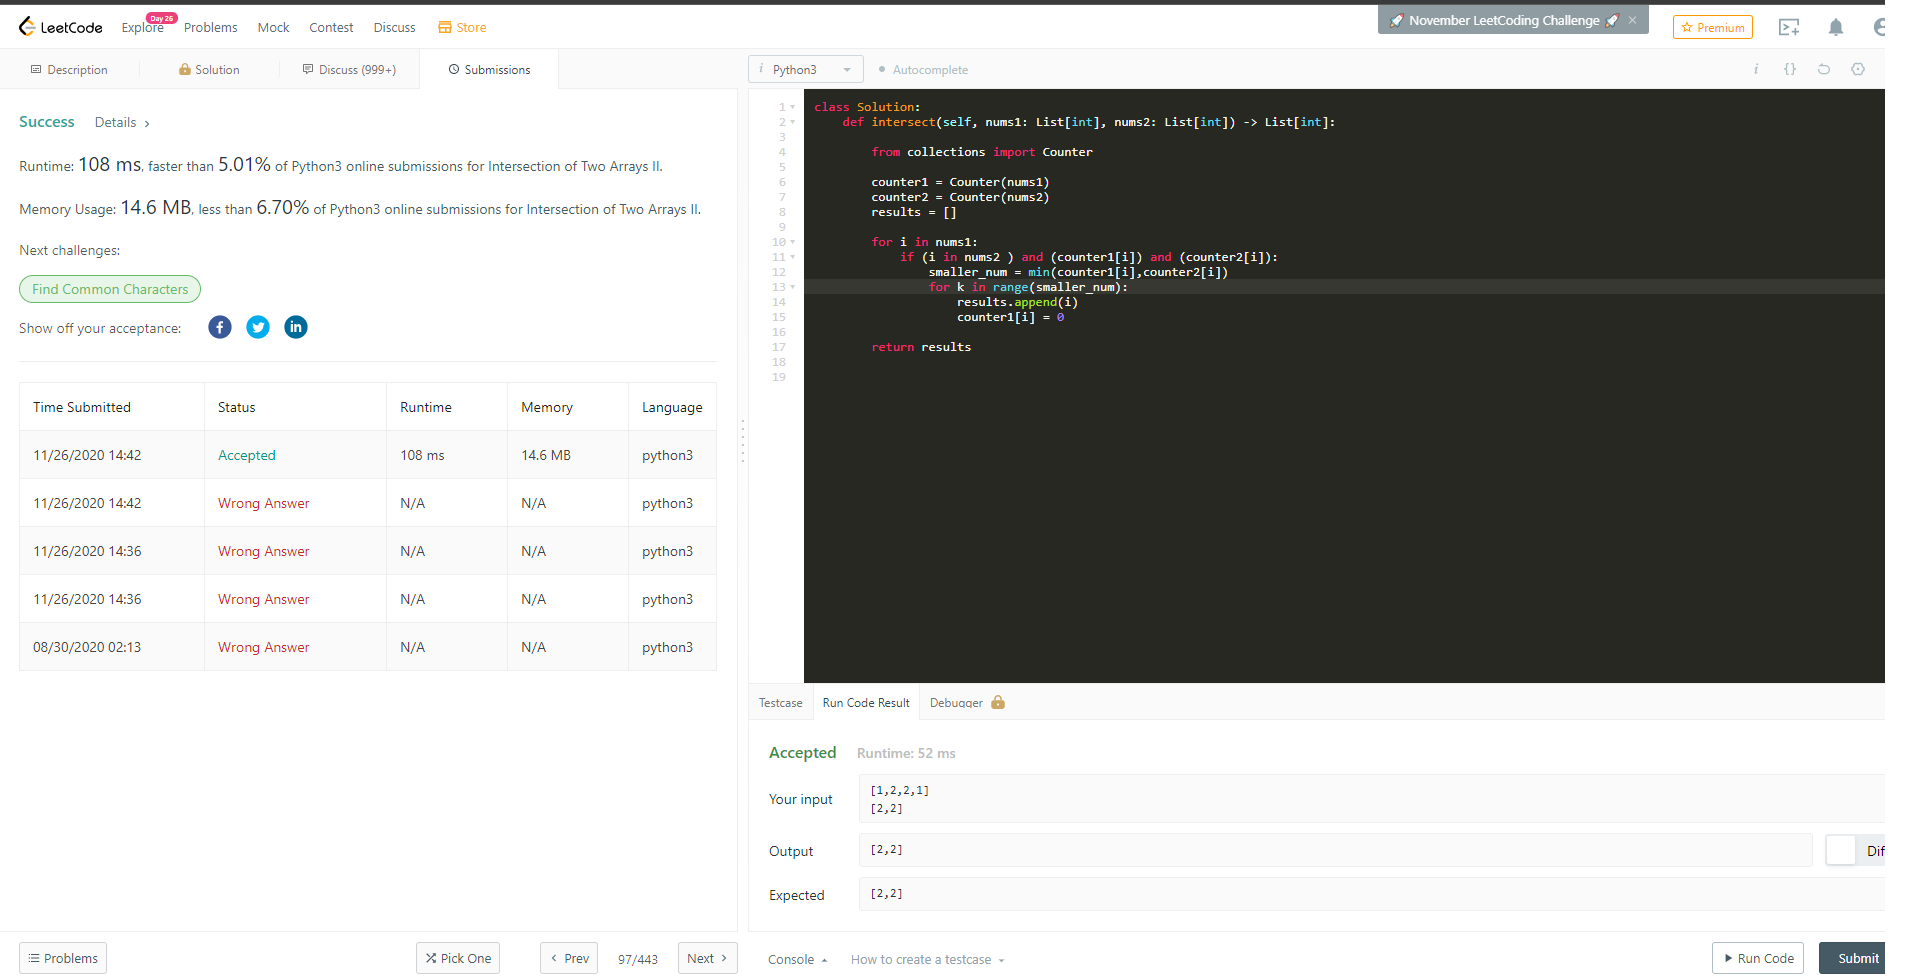 LeetCode
Explore
Day 26
Problems
Mock
Contest
Discuss
Store
🚀 November LeetCoding Challenge 🚀 ×
Premium
Description
Solution
Discuss (999+)
Submissions
i Python3
Autocomplete
i {}
Success Details >
Runtime: 108 ms, faster than 5.01% of Python3 online submissions for Intersection of Two Arrays II.
Memory Usage: 14.6 MB, less than 6.70% of Python3 online submissions for Intersection of Two Arrays II.
Next challenges:
Find Common Characters
Show off your acceptance:
Time Submitted Status Runtime Memory Language
11/26/2020 14:42 Accepted 108 ms 14.6 MB python3
11/26/2020 14:42 Wrong Answer N/A N/A python3
11/26/2020 14:36 Wrong Answer N/A N/A python3
11/26/2020 14:36 Wrong Answer N/A N/A python3
08/30/2020 02:13 Wrong Answer N/A N/A python3
1 class Solution:
2     def intersect(self, nums1: List[int], nums2: List[int]) -> List[int]:
3
4         from collections import Counter
5
6         counter1 = Counter(nums1)
7         counter2 = Counter(nums2)
8         results = []
9
10         for i in nums1:
11             if (i in nums2 ) and (counter1[i]) and (counter2[i]):
12                 smaller_num = min(counter1[i],counter2[i])
13                 for k in range(smaller_num):
14                     results.append(i)
15                     counter1[i] = 0
16
17         return results
18
19
Testcase
Run Code Result
Debugger
Accepted Runtime: 52 ms
Your input
[1,2,2,1]
[2,2]
Output
[2,2]
Dif
Expected
[2,2]
Problems
Pick One
< Prev
97/443
Next >
Console
How to create a testcase
Run Code
Submit